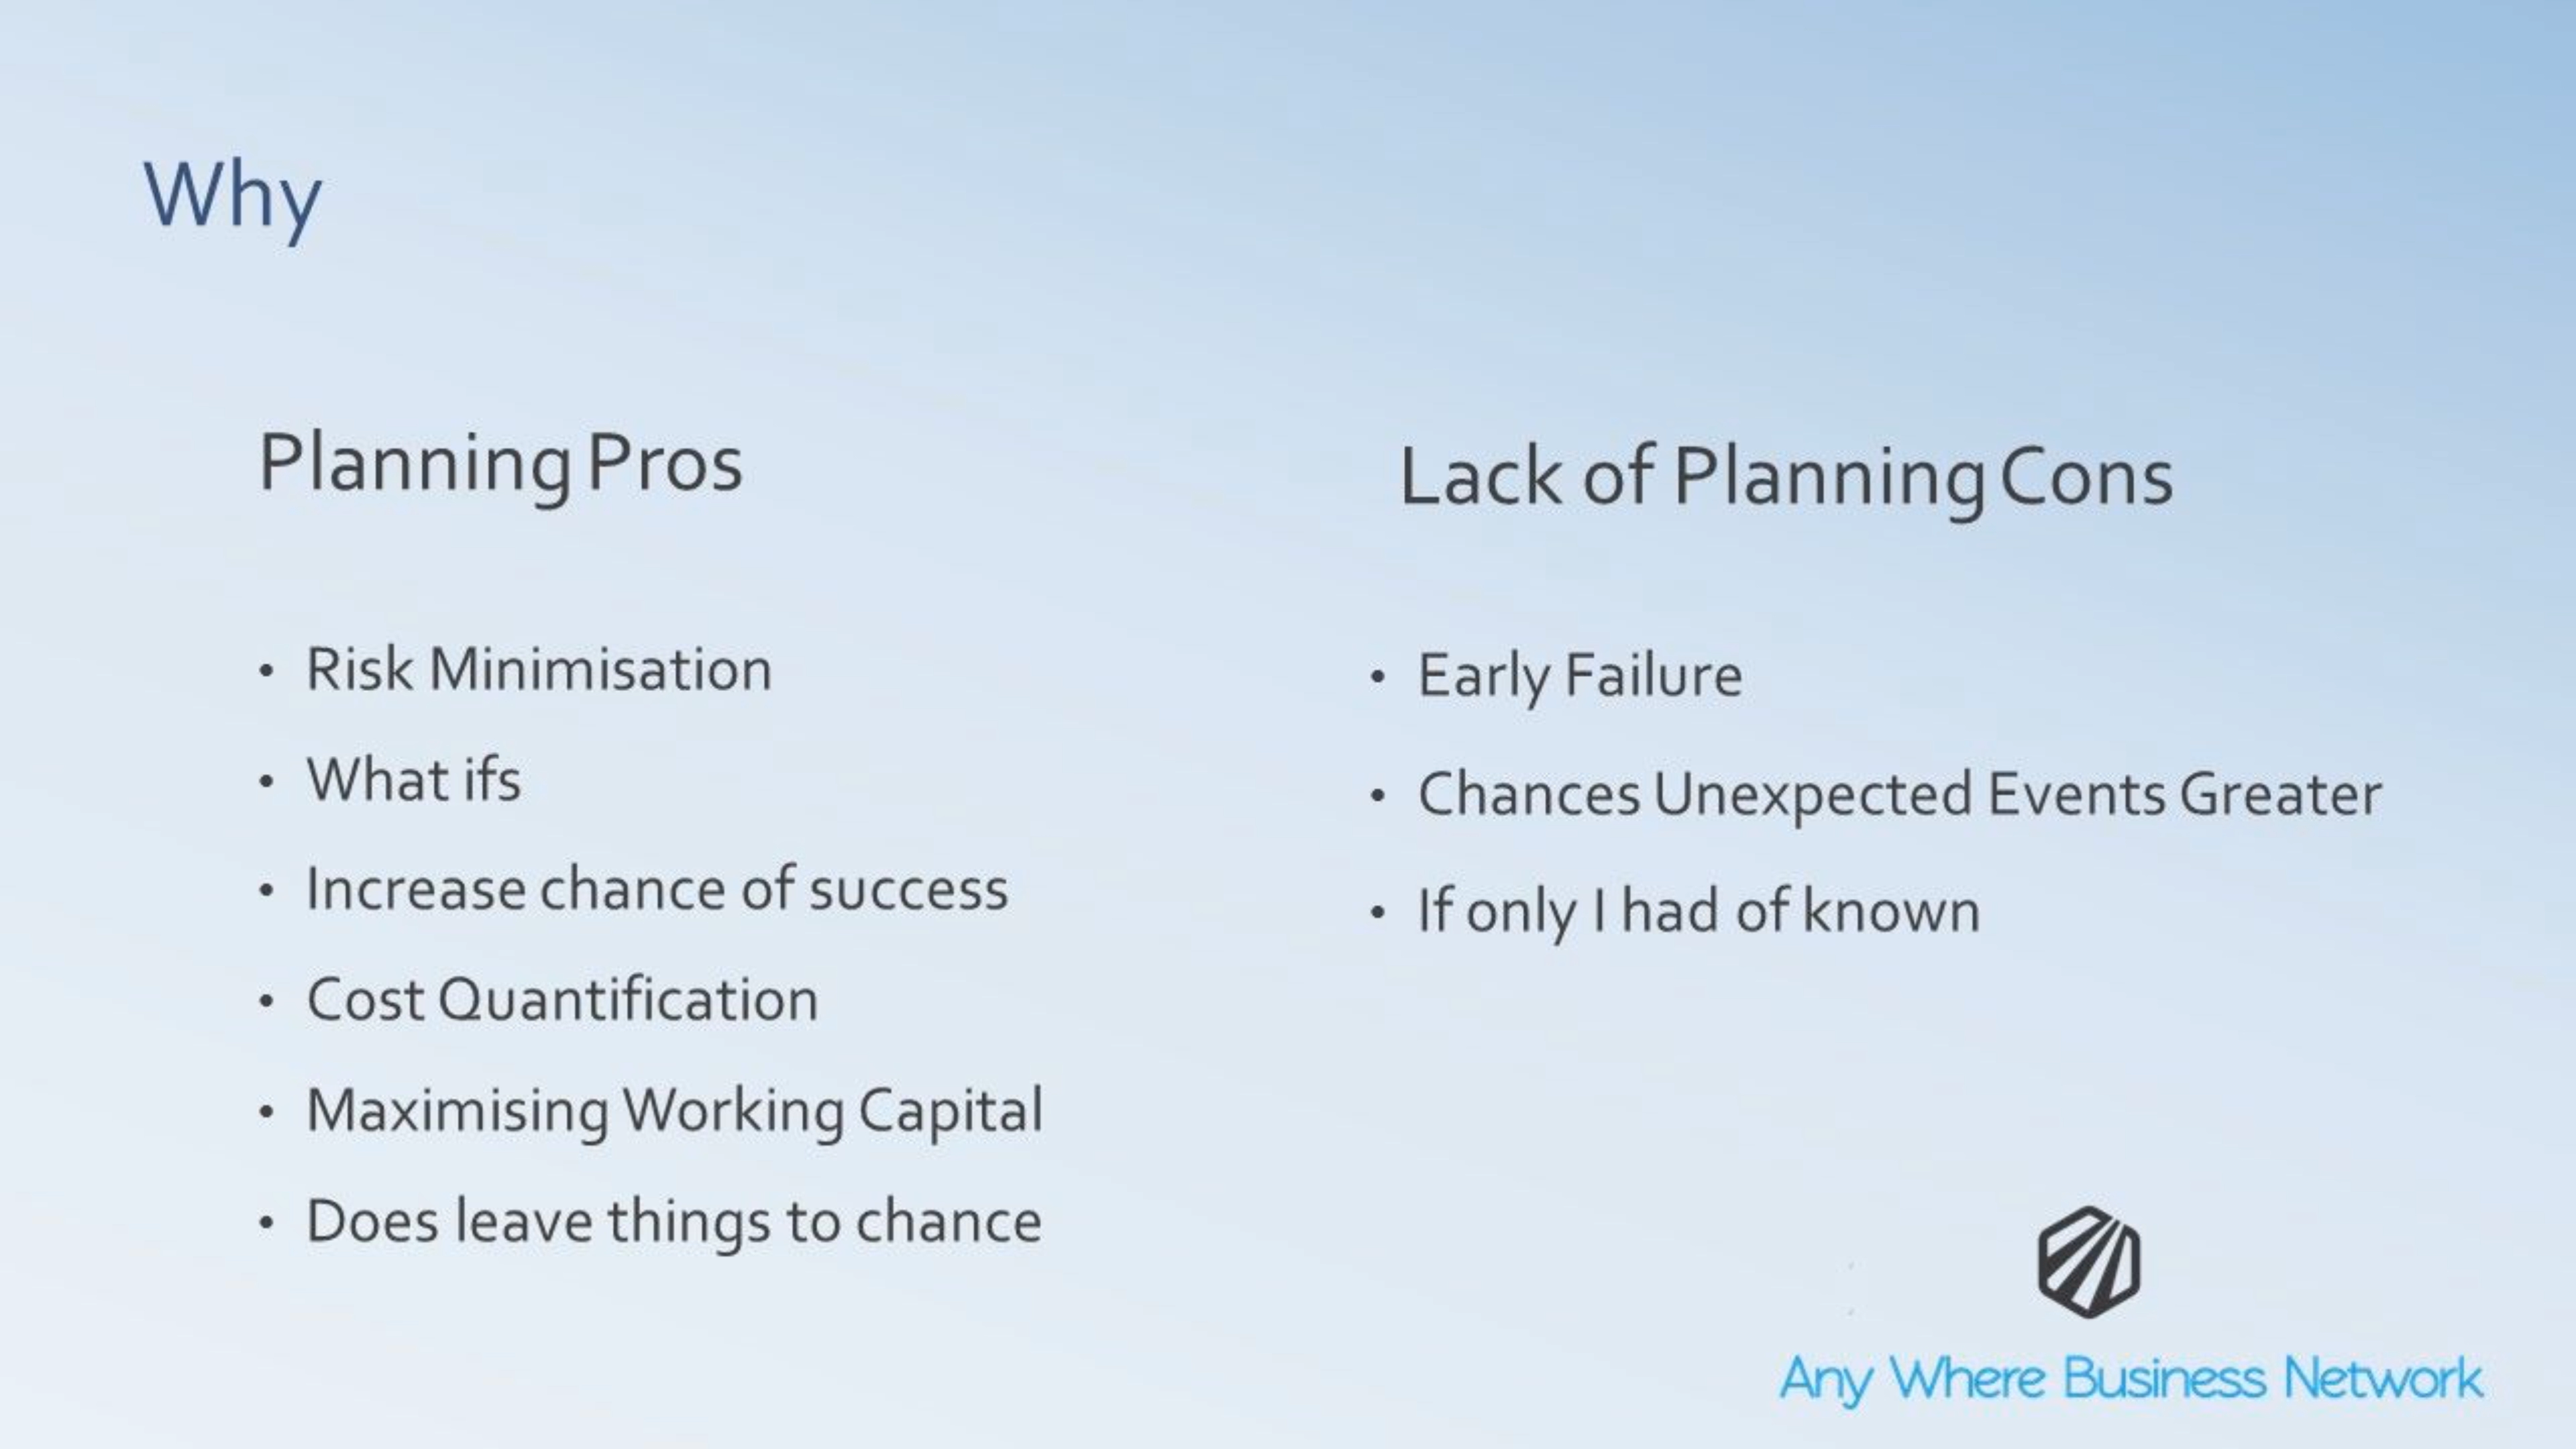 Why
Planning Pros
• Risk Minimisation
• What ifs
• Increase chance of success
• Cost Quantification
• Maximising Working Capital
• Does leave things to chance
Lack of Planning Cons
• Early Failure
• Chances Unexpected Events Greater
• If only I had of known
Any Where Business Network